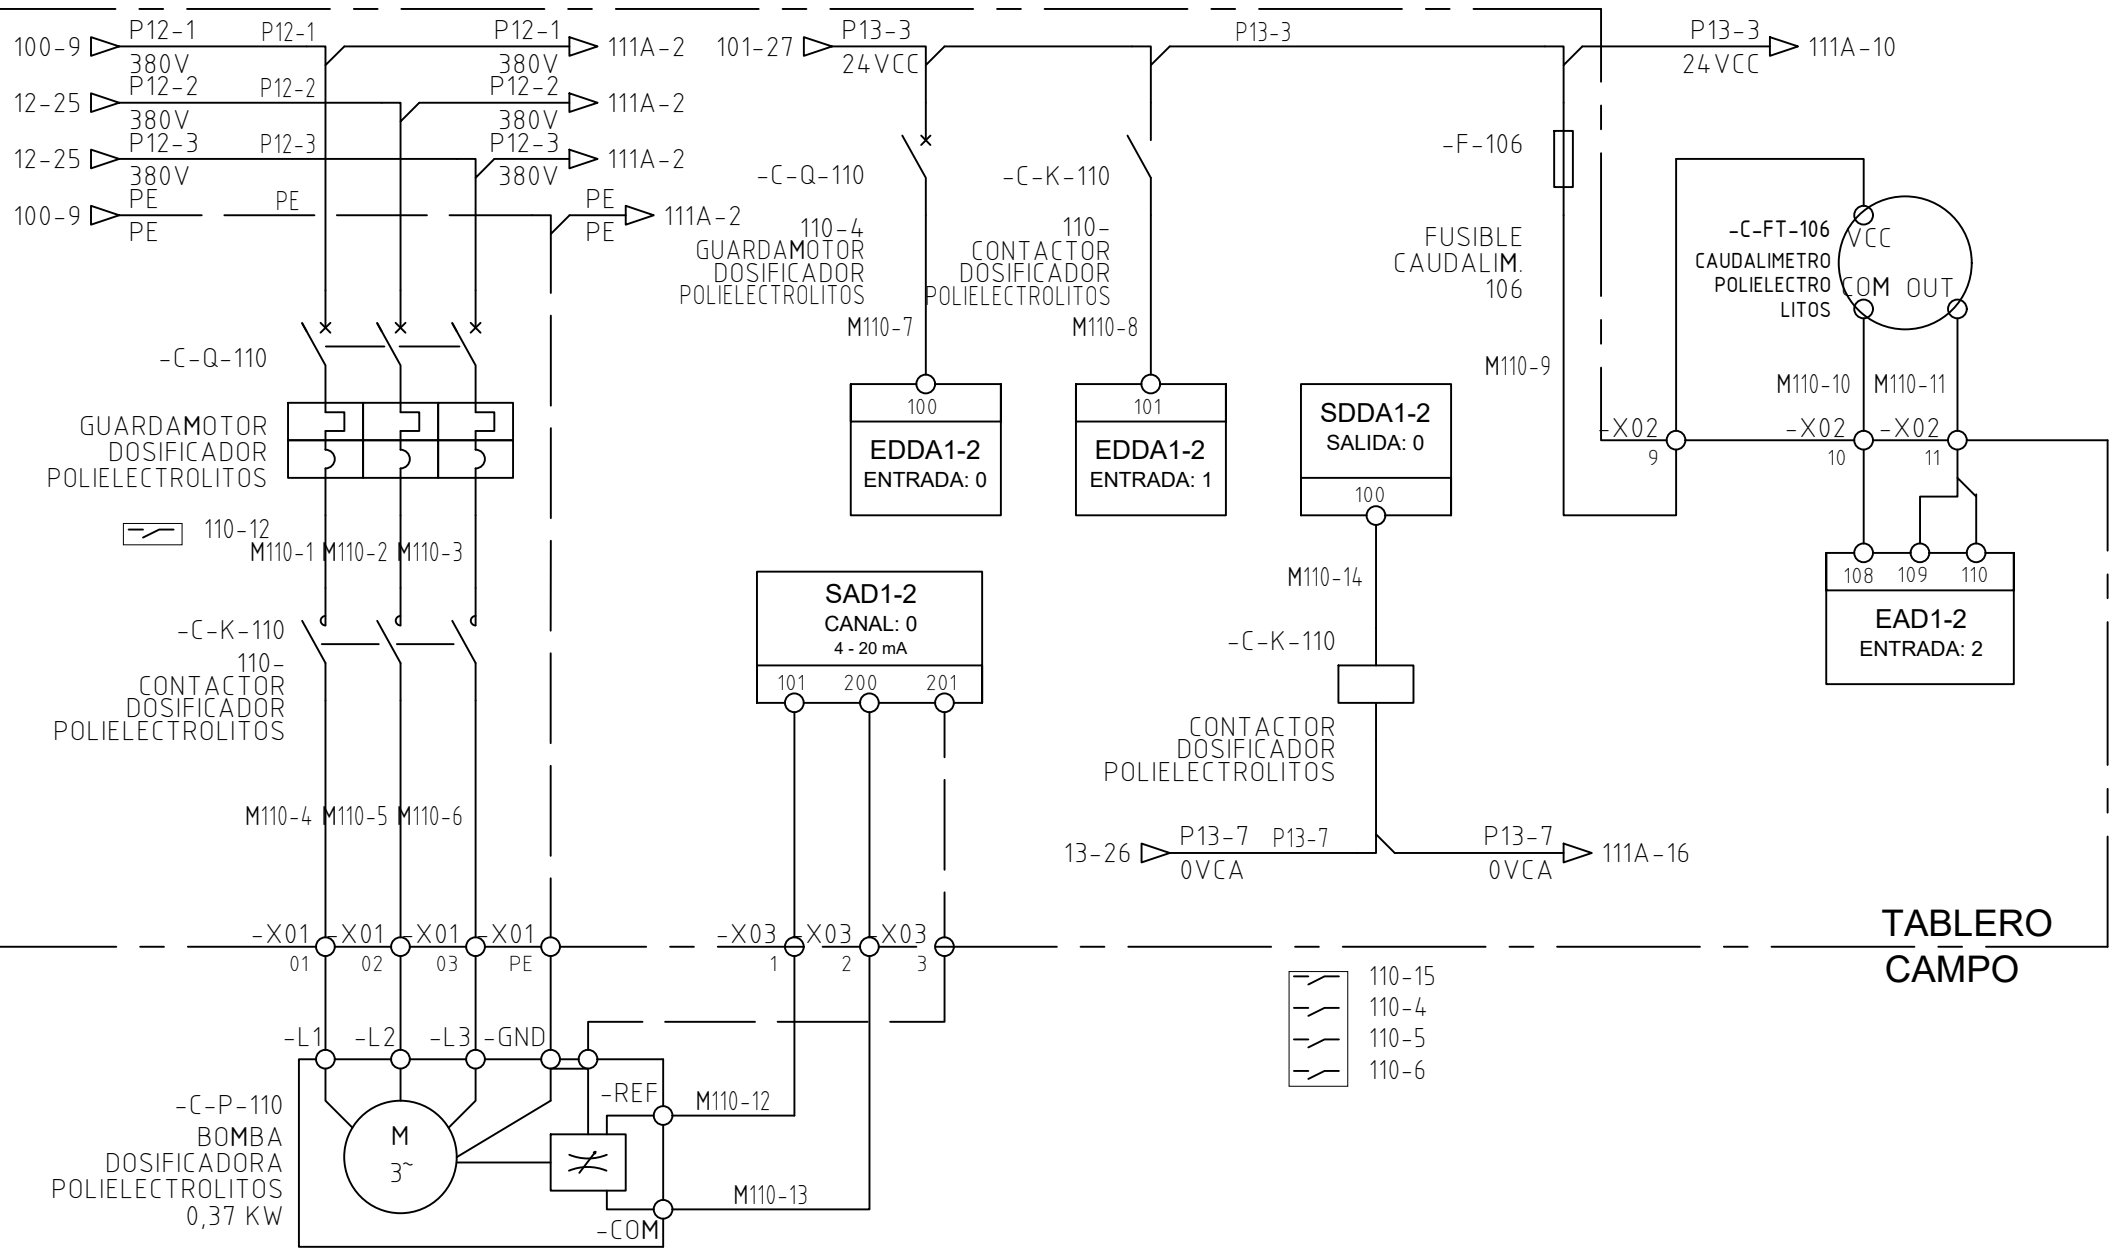 100-9
P12-1
380V
P12-1
P12-1
380V
111A-2
12-25
P12-2
380V
P12-2
P12-2
380V
111A-2
12-25
P12-3
380V
P12-3
P12-3
380V
111A-2
100-9
PE
PE
PE
PE
PE
111A-2
101-27
P13-3
24VCC
P13-3
P13-3
24VCC
111A-10
-C-Q-110
110-4
GUARDAMOTOR
DOSIFICADOR
POLIELECTROLITOS
M110-7
-C-K-110
110-
CONTACTOR
DOSIFICADOR
POLIELECTROLITOS
M110-8
-F-106
FUSIBLE
CAUDALIM.
106
M110-9
-C-FT-106
CAUDALIMETRO
POLIELECTRO
LITOS
VCC
COM OUT
M110-10
M110-11
-C-Q-110
GUARDAMOTOR
DOSIFICADOR
POLIELECTROLITOS
110-12
M110-1
M110-2
M110-3
100
EDDA1-2
ENTRADA: 0
101
EDDA1-2
ENTRADA: 1
SDDA1-2
SALIDA: 0
100
-X02
9
-X02
10
-X02
11
108
109
110
EAD1-2
ENTRADA: 2
M110-14
-C-K-110
CONTACTOR
DOSIFICADOR
POLIELECTROLITOS
SAD1-2
CANAL: 0
4 - 20 mA
101
200
201
-C-K-110
110-
CONTACTOR
DOSIFICADOR
POLIELECTROLITOS
M110-4
M110-5
M110-6
13-26
P13-7
0VCA
P13-7
P13-7
0VCA
111A-16
TABLERO
CAMPO
-X01
01
-X01
02
-X01
03
-X01
PE
-X03
1
-X03
2
-X03
3
110-15
110-4
110-5
110-6
-L1
-L2
-L3
-GND
-C-P-110
BOMBA
DOSIFICADORA
POLIELECTROLITOS
0,37 KW
M
3~
-REF
M110-12
M110-13
-COM